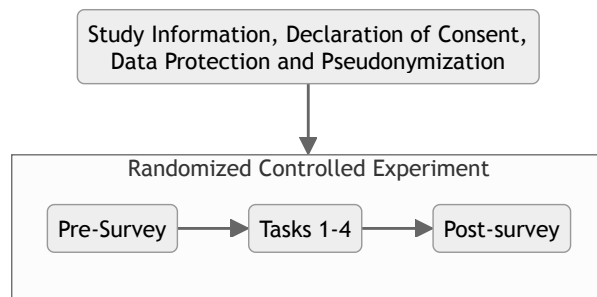 Study Information, Declaration of Consent,
Data Protection and Pseudonymization
Randomized Controlled Experiment
Pre-Survey
Tasks 1-4
Post-survey